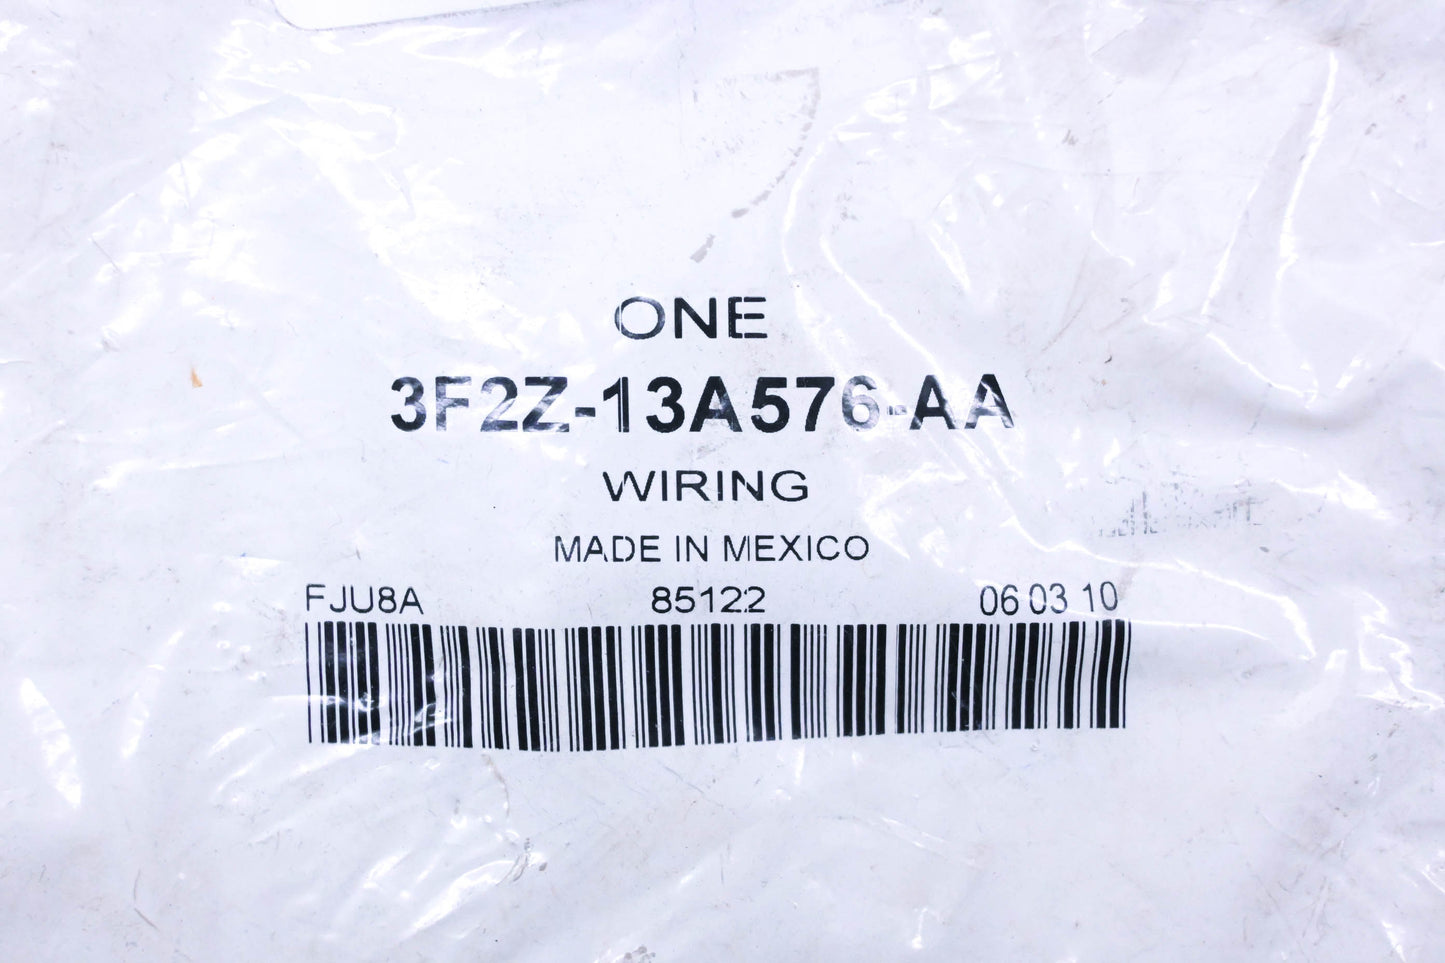 ONE
3F2Z-13A576-AA
WIRING
MADE IN MEXICO
FJU8A 85122 06 03 10